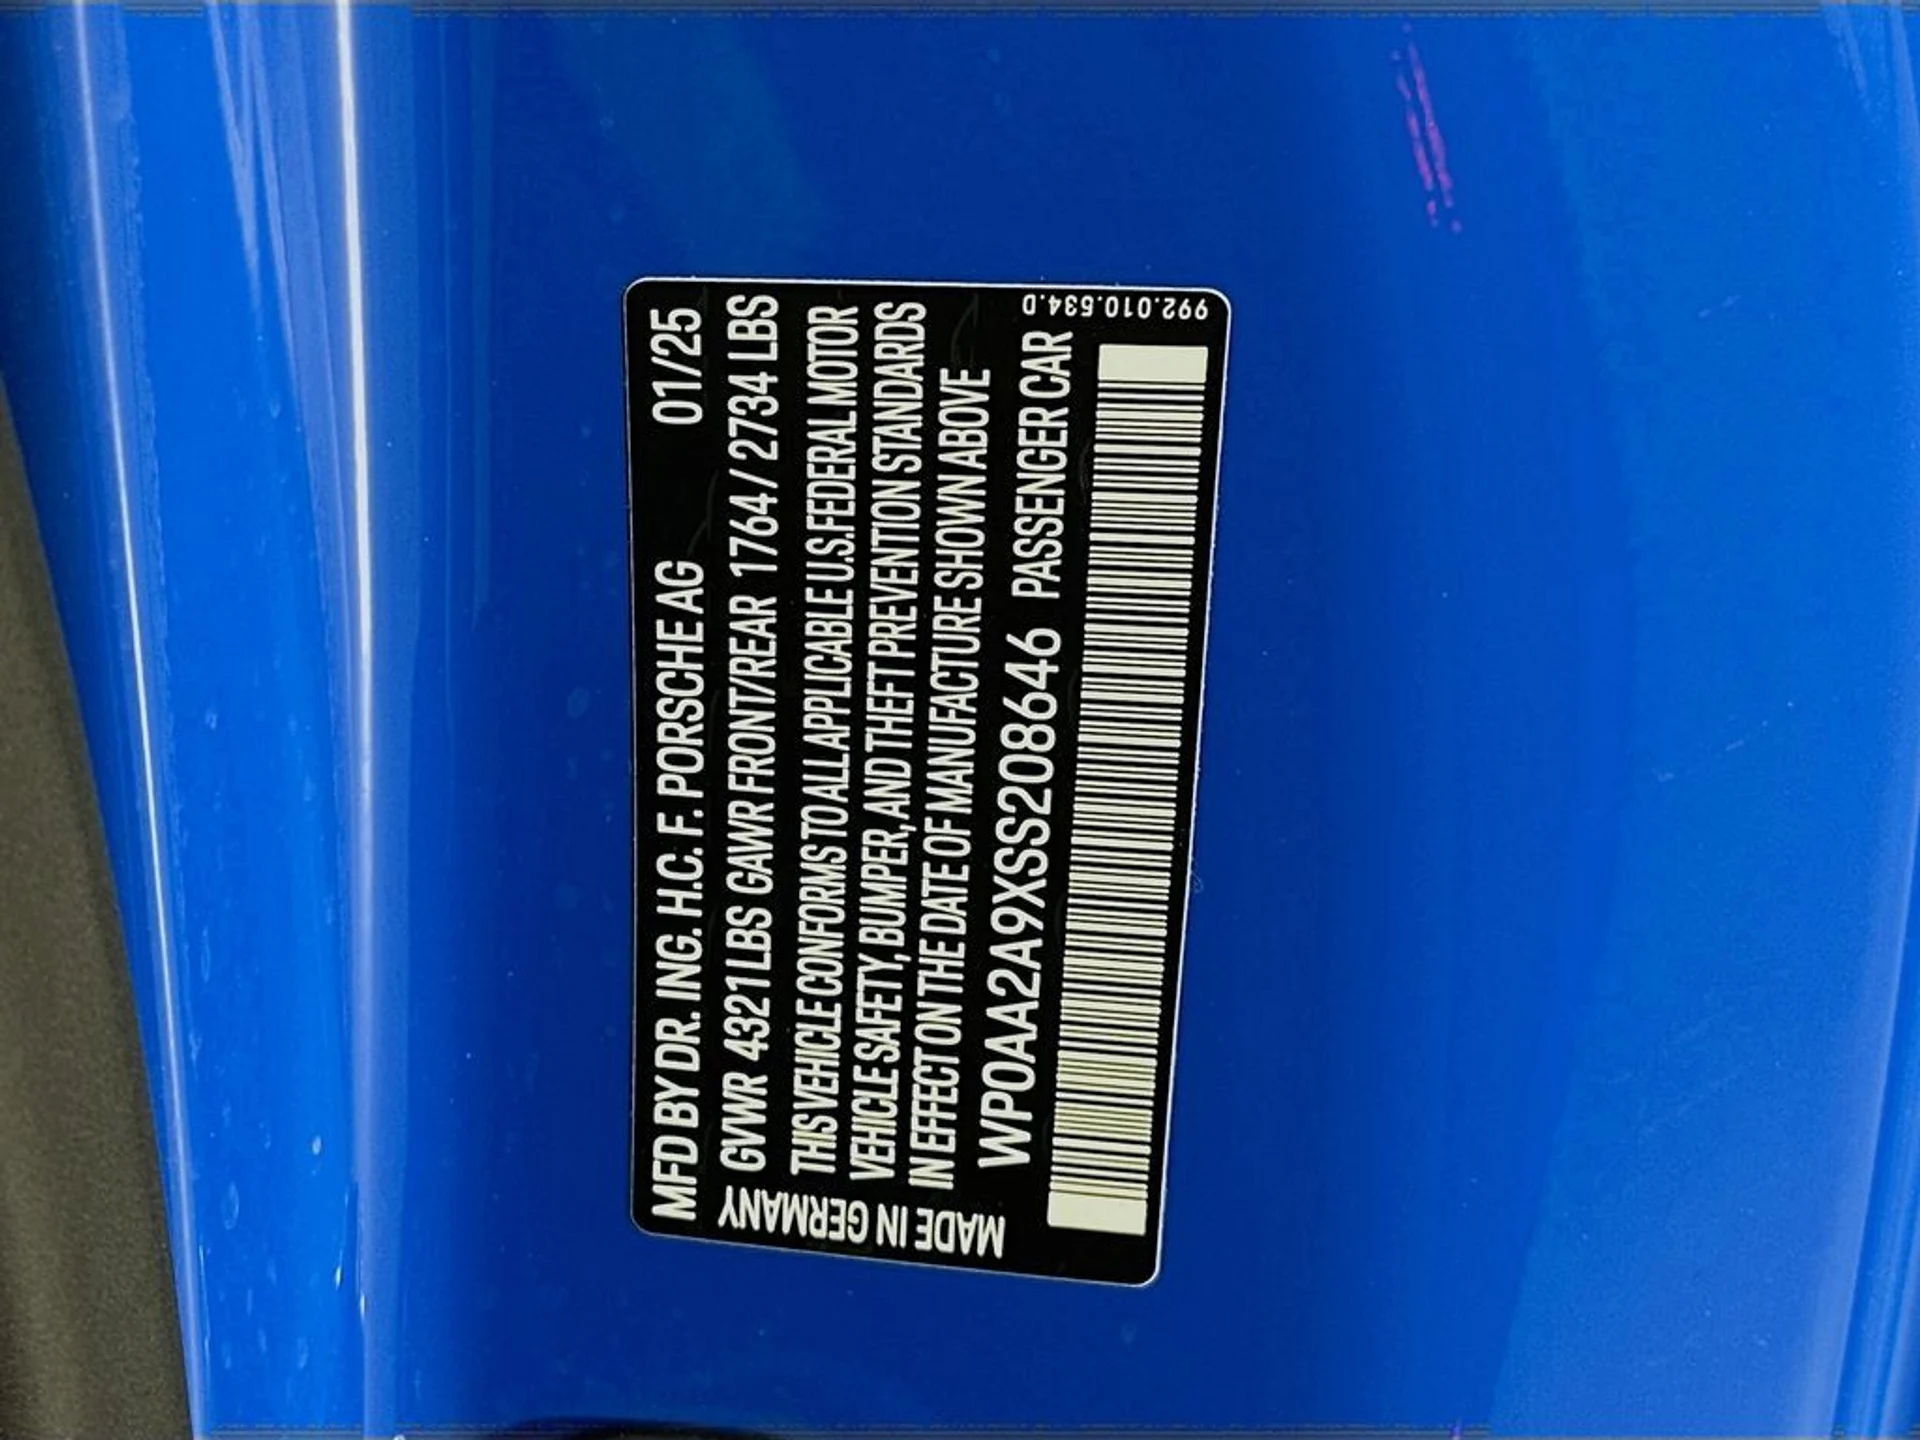 MFD BY DR. ING. H.C. F. PORSCHE AG 01/25
GVWR 4321 LBS GAWR FRONT/REAR 1764 / 2734 LBS
THIS VEHICLE CONFORMS TO ALL APPLICABLE U.S. FEDERAL MOTOR
VEHICLE SAFETY, BUMPER, AND THEFT PREVENTION STANDARDS
IN EFFECT ON THE DATE OF MANUFACTURE SHOWN ABOVE
WP0AA2A9XSS208646 PASSENGER CAR
MADE IN GERMANY
992.010.534.D